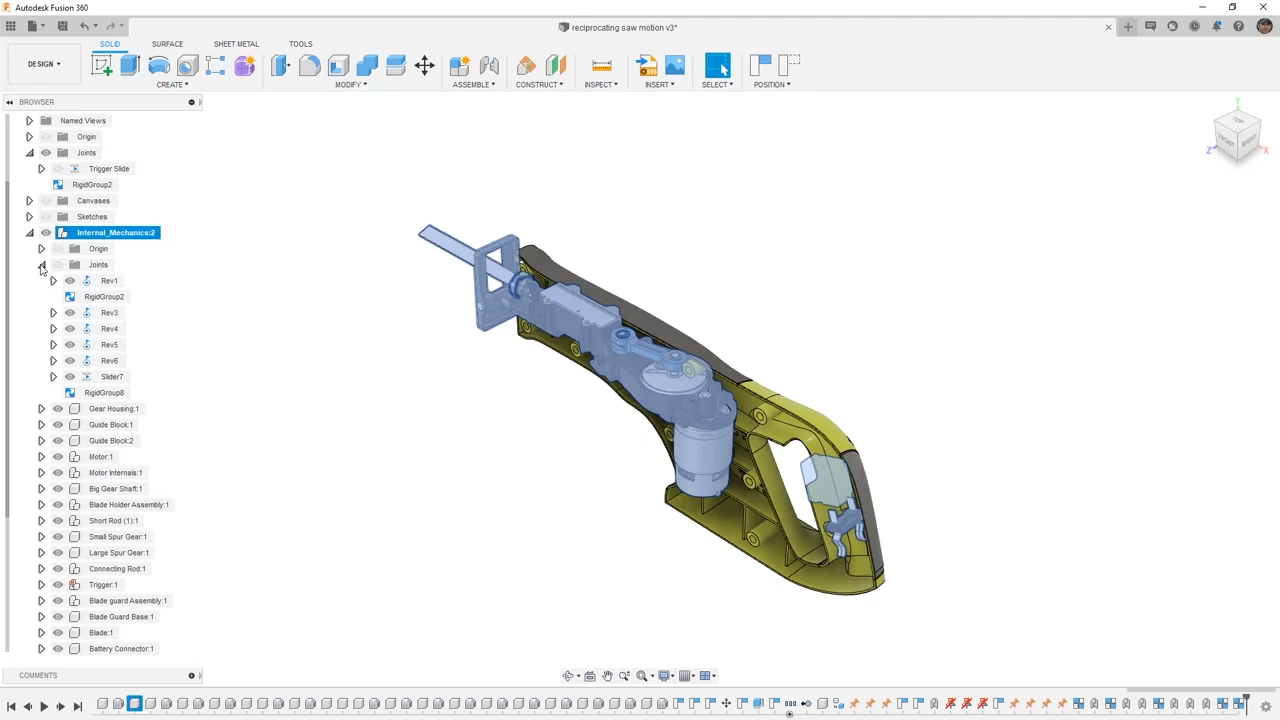 Autodesk Fusion 360
reciprocating saw motion v3*
SOLID SURFACE SHEET METAL TOOLS
DESIGN
CREATE MODIFY ASSEMBLE CONSTRUCT INSPECT INSERT SELECT POSITION
BROWSER
Named Views
Origin
Joints
Trigger Slide
RigidGroup2
Canvases
Sketches
Internal_Mechanics:2
Origin
Joints
Rev1
RigidGroup2
Rev3
Rev4
Rev5
Rev6
Slider7
RigidGroup8
Gear Housing:1
Guide Block:1
Guide Block:2
Motor:1
Motor Internals:1
Big Gear Shaft:1
Blade Holder Assembly:1
Short Rod (1):1
Small Spur Gear:1
Large Spur Gear:1
Connecting Rod:1
Trigger:1
Blade guard Assembly:1
Blade Guard Base:1
Blade:1
Battery Connector:1
COMMENTS
TOP
FRONT
RIGHT
Y
Z
X